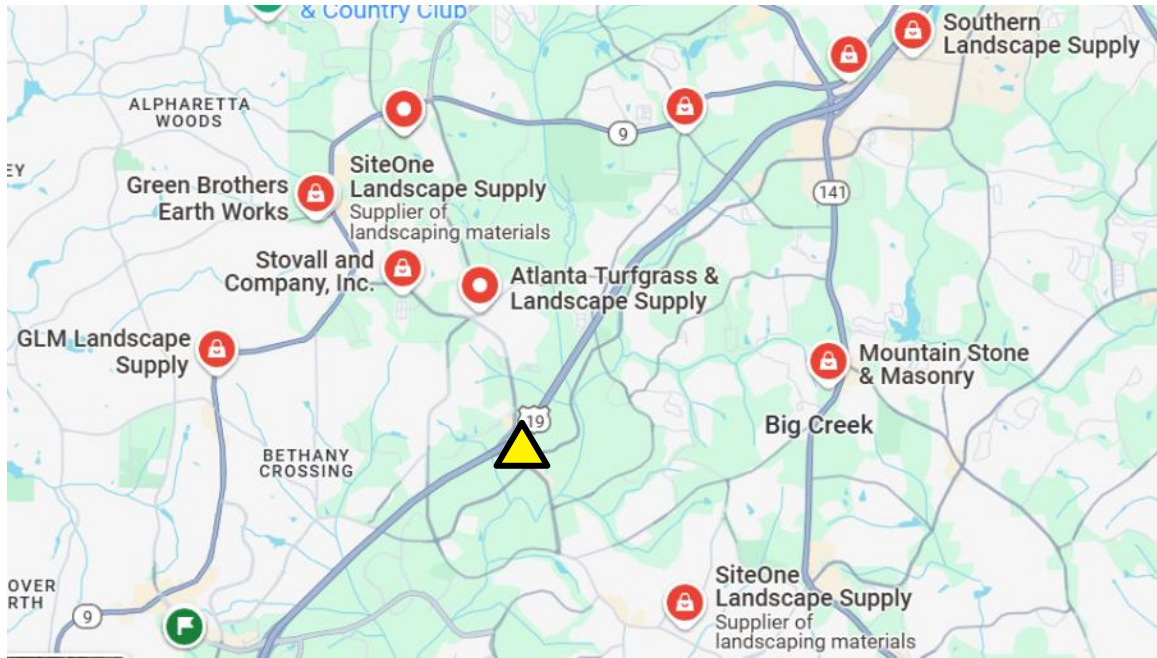 & Country Club
Southern
Landscape Supply
ALPHARETTA
WOODS
9
EY
SiteOne
Landscape Supply
Supplier of
landscaping materials
Green Brothers
Earth Works
141
Stovall and
Company, Inc.
Atlanta Turfgrass &
Landscape Supply
GLM Landscape
Supply
Mountain Stone
& Masonry
19
Big Creek
BETHANY
CROSSING
OVER
RTH
9
SiteOne
Landscape Supply
Supplier of
landscaping materials